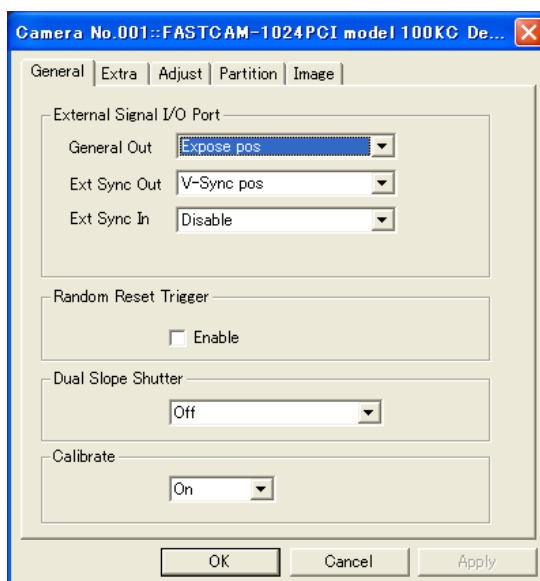 Camera No.001::FASTCAM-1024PCI model 100KC De...
General Extra Adjust Partition Image
External Signal I/O Port
General Out Expose pos
Ext Sync Out V-Sync pos
Ext Sync In Disable
Random Reset Trigger
Enable
Dual Slope Shutter
Off
Calibrate
On
OK Cancel Apply